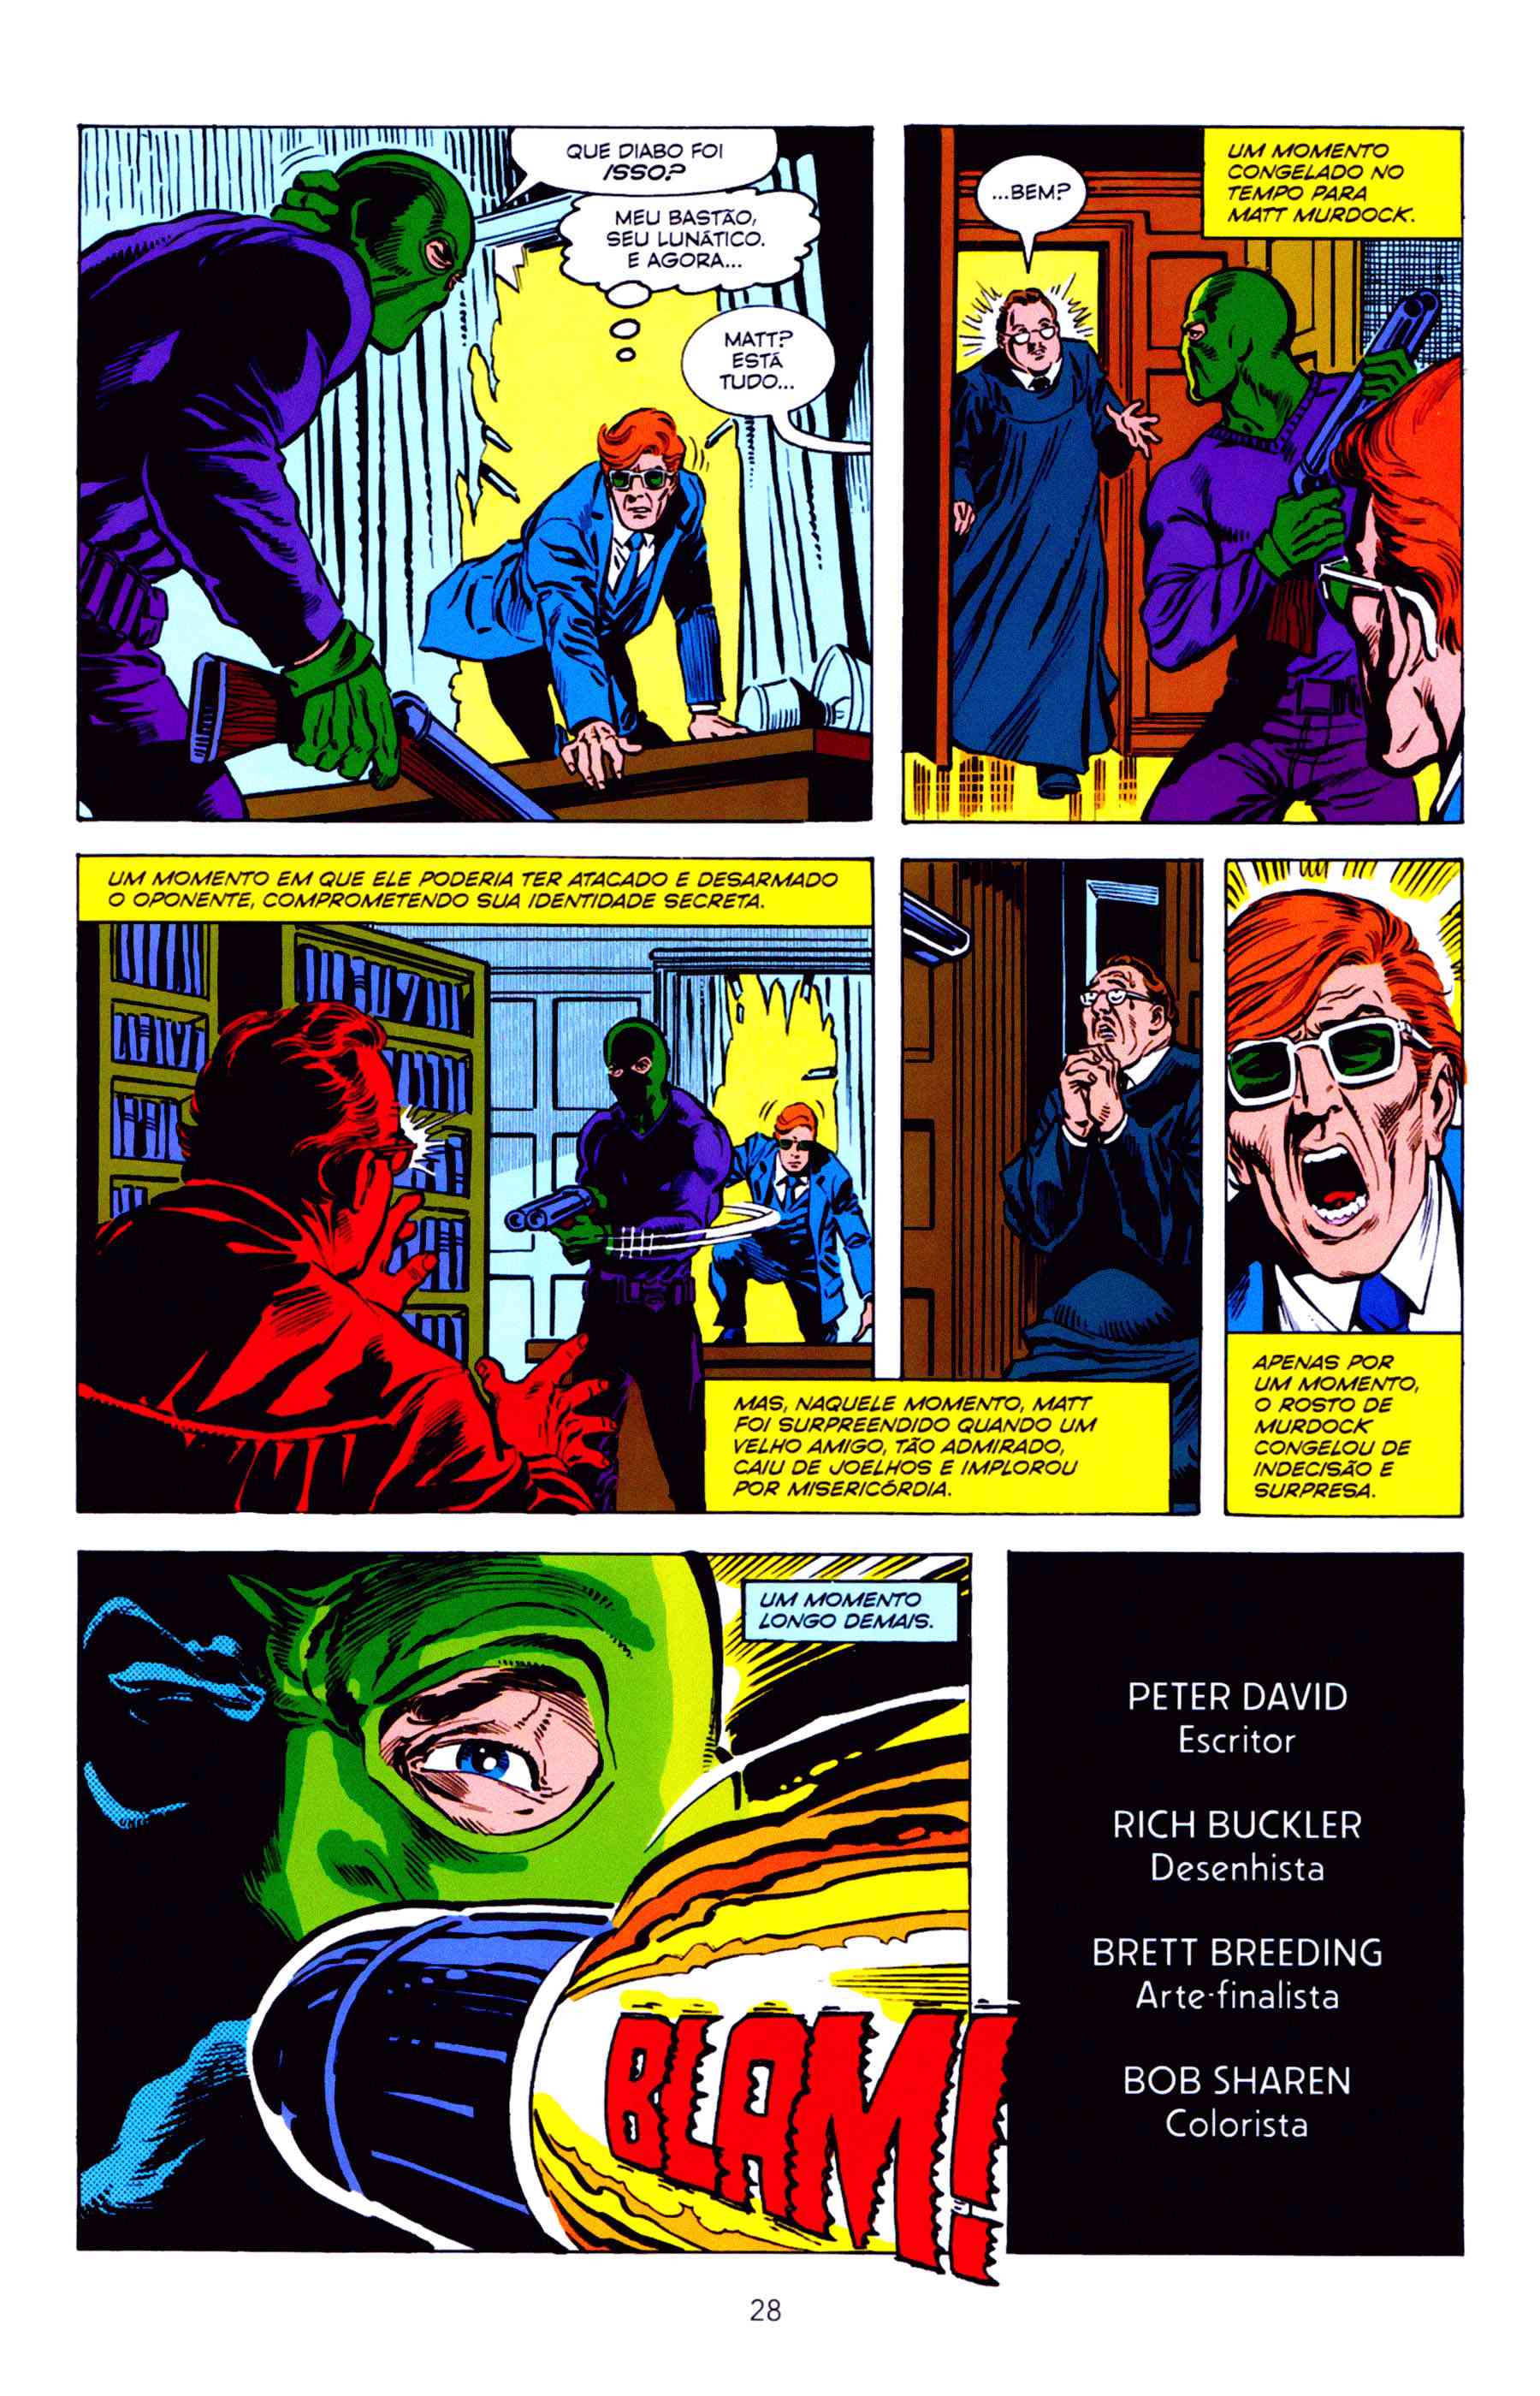 QUE DIABO FOI
ISSO?
MEU BASTÃO,
SEU LUNÁTICO.
E AGORA...
MATT?
ESTÁ
TUDO...
...BEM?
UM MOMENTO
CONGELADO NO
TEMPO PARA
MATT MURDOCK.
UM MOMENTO EM QUE ELE PODERIA TER ATACADO E DESARMADO
O OPONENTE, COMPROMETENDO SUA IDENTIDADE SECRETA.
MAS, NAQUELE MOMENTO, MATT
FOI SURPREENDIDO QUANDO UM
VELHO AMIGO, TÃO ADMIRADO,
CAIU DE JOELHOS E IMPLOROU
POR MISERICÓRDIA.
APENAS POR
UM MOMENTO,
O ROSTO DE
MURDOCK
CONGELOU DE
INDECISÃO E
SURPRESA.
UM MOMENTO
LONGO DEMAIS.
BLAM!
PETER DAVID
Escritor
RICH BUCKLER
Desenhista
BRETT BREEDING
Arte-finalista
BOB SHAREN
Colorista
28